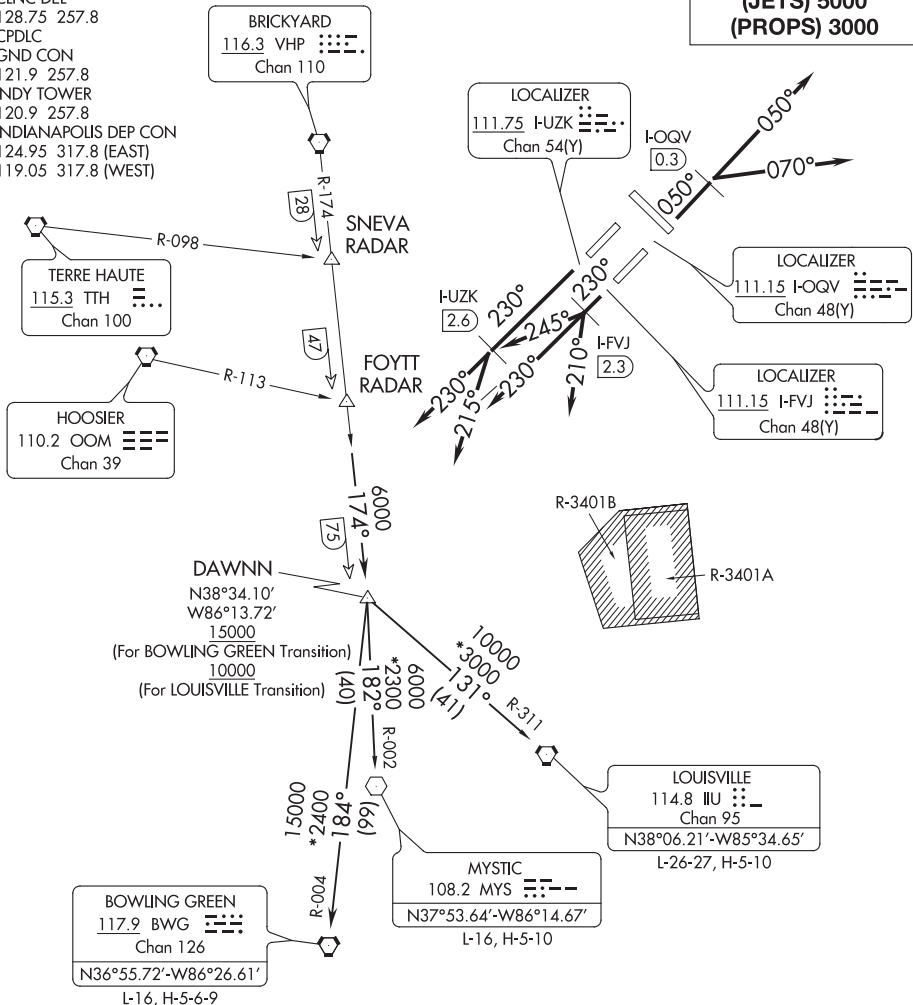 128.75 257.8
CPDLC
GND CON
121.9 257.8
INDY TOWER
120.9 257.8
INDIANAPOLIS DEP CON
124.95 317.8 (EAST)
119.05 317.8 (WEST)
(JETS) 5000
(PROPS) 3000
BRICKYARD
116.3 VHP
Chan 110
R-174
28
SNEVA
RADAR
R-098
TERRE HAUTE
115.3 TTH
Chan 100
47
FOYTT
RADAR
R-113
HOOSIER
110.2 OOM
Chan 39
LOCALIZER
111.75 I-UZK
Chan 54(Y)
I-OQV
0.3
050°
050°
070°
LOCALIZER
111.15 I-OQV
Chan 48(Y)
I-UZK
2.6
230°
230°
245°
I-FVJ
2.3
230°
230°
215°
210°
LOCALIZER
111.15 I-FVJ
Chan 48(Y)
6000
174°
75
R-3401B
R-3401A
DAWNN
N38°34.10'
W86°13.72'
15000
(For BOWLING GREEN Transition)
10000
(For LOUISVILLE Transition)
10000
*3000
131°
(41)
R-311
6000
*2300
182°
(40)
R-002
15000
*2400
184°
(99)
R-004
LOUISVILLE
114.8 IIU
Chan 95
N38°06.21'-W85°34.65'
L-26-27, H-5-10
MYSTIC
108.2 MYS
N37°53.64'-W86°14.67'
L-16, H-5-10
BOWLING GREEN
117.9 BWG
Chan 126
N36°55.72'-W86°26.61'
L-16, H-5-6-9